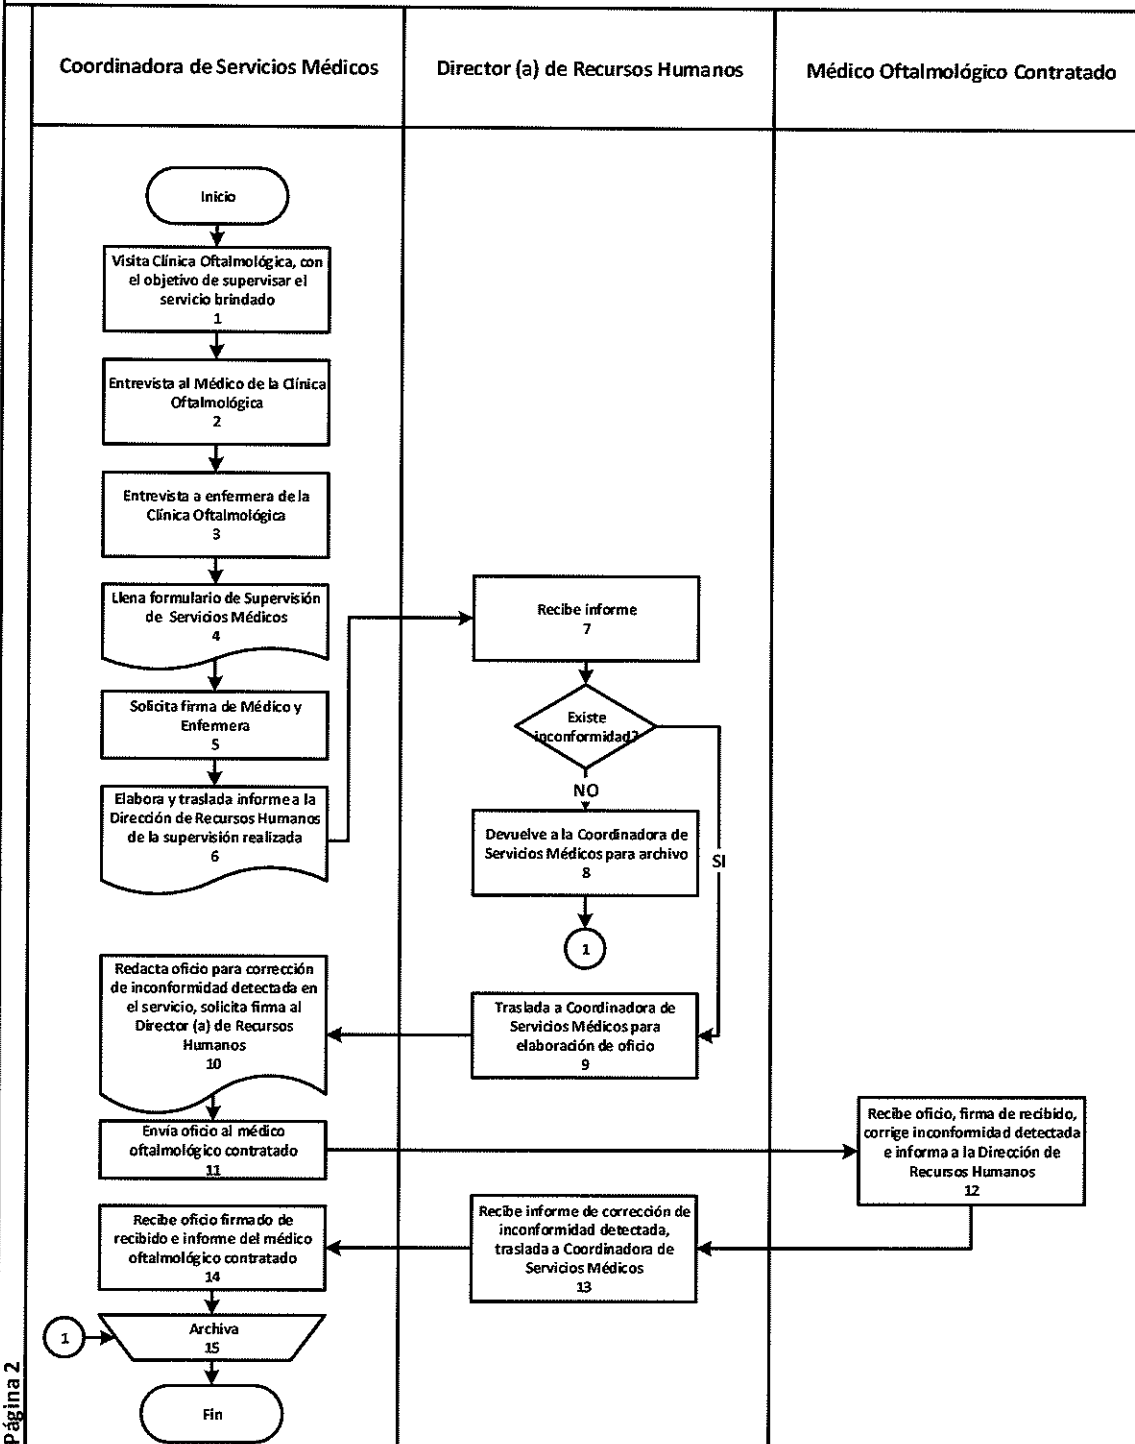 Coordinadora de Servicios Médicos
Director (a) de Recursos Humanos
Médico Oftalmológico Contratado
Inicio
Visita Clínica Oftalmológica, con
el objetivo de supervisar el
servicio brindado
1
Entrevista al Médico de la Clínica
Oftalmológica
2
Entrevista a enfermera de la
Clínica Oftalmológica
3
Llena formulario de Supervisión
de Servicios Médicos
4
Solicita firma de Médico y
Enfermera
5
Elabora y traslada informe a la
Dirección de Recursos Humanos
de la supervisión realizada
6
Recibe informe
7
Existe
inconformidad?
NO
SI
Devuelve a la Coordinadora de
Servicios Médicos para archivo
8
1
Traslada a Coordinadora de
Servicios Médicos para
elaboración de oficio
9
Redacta oficio para corrección
de inconformidad detectada en
el servicio, solicita firma al
Director (a) de Recursos
Humanos
10
Envía oficio al médico
oftalmológico contratado
11
Recibe oficio, firma de recibido,
corrige inconformidad detectada
e informa a la Dirección de
Recursos Humanos
12
Recibe informe de corrección de
inconformidad detectada,
traslada a Coordinadora de
Servicios Médicos
13
Recibe oficio firmado de
recibido e informe del médico
oftalmológico contratado
14
1
Archiva
15
Fin
Página 2